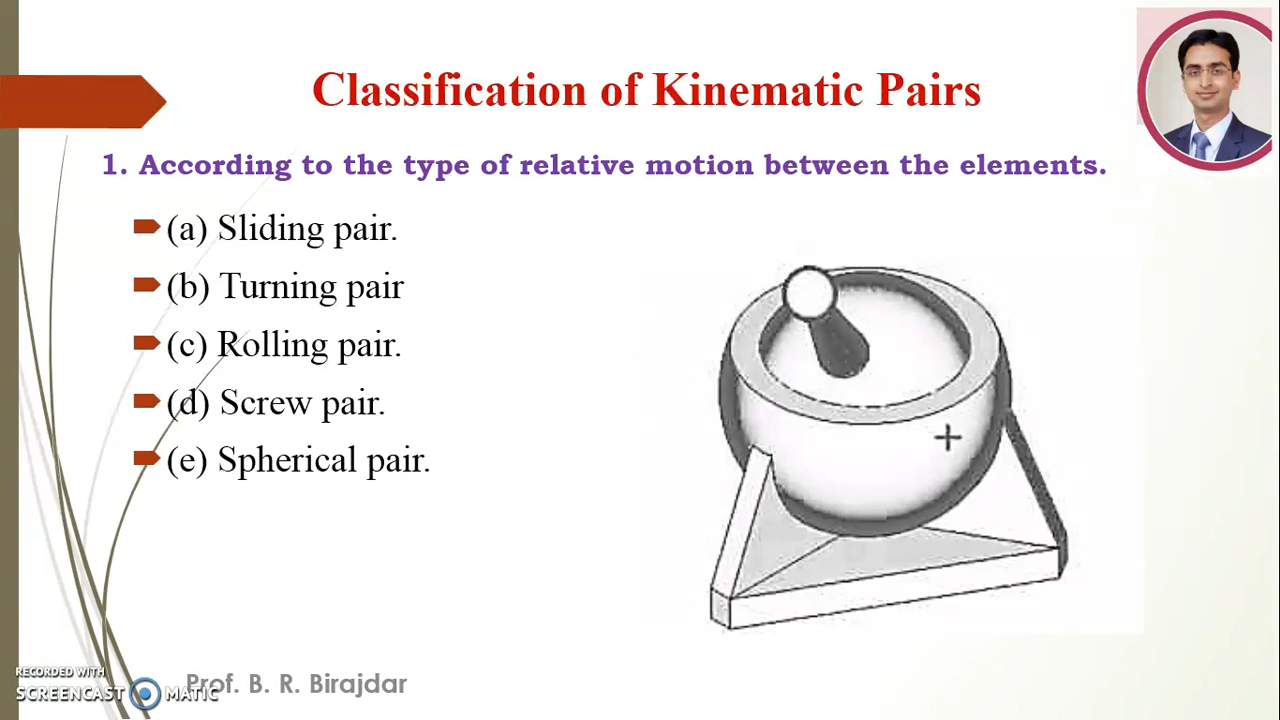 Classification of Kinematic Pairs
1. According to the type of relative motion between the elements.
(a) Sliding pair.
(b) Turning pair
(c) Rolling pair.
(d) Screw pair.
(e) Spherical pair.
RECORDED WITH
SCREENCAST MATIC
Prof. B. R. Birajdar